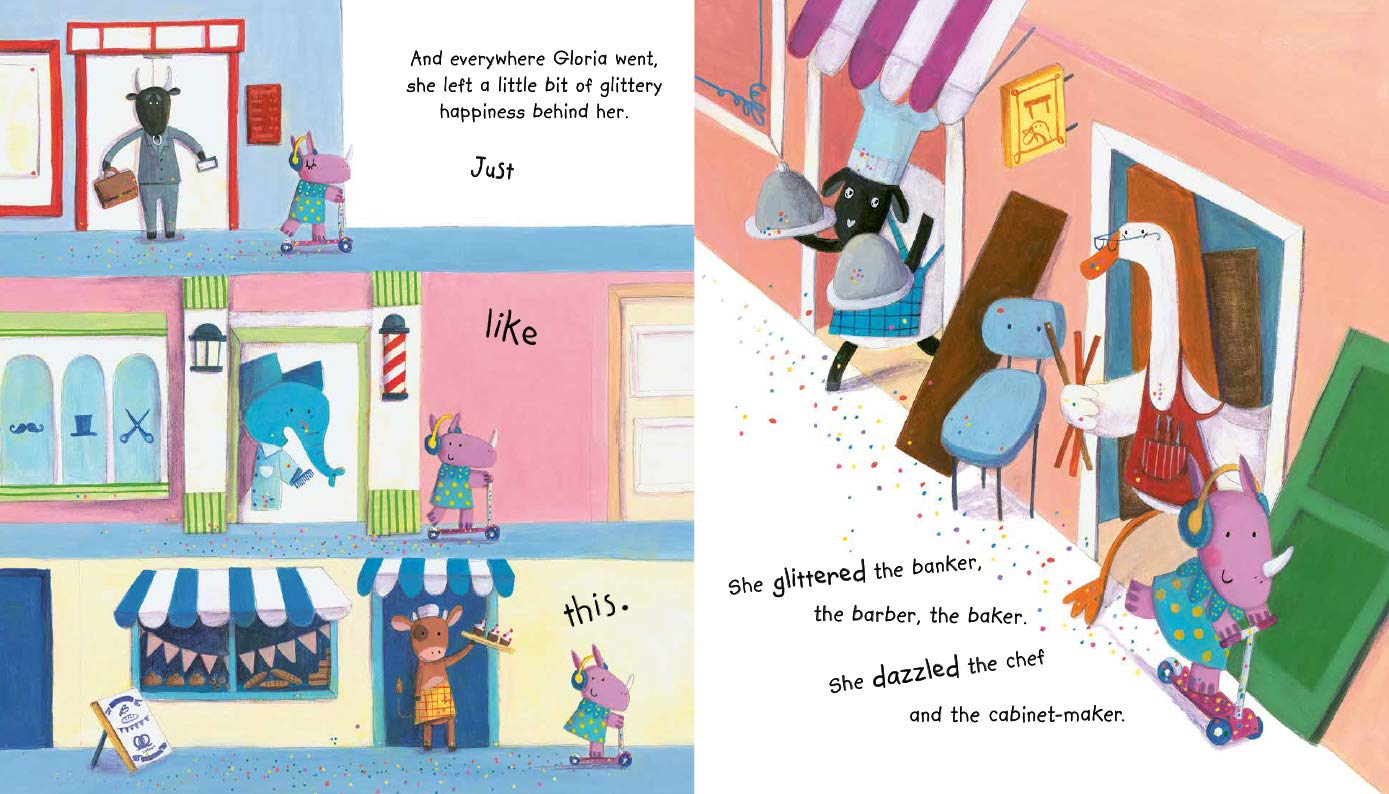 And everywhere Gloria went,
she left a little bit of glittery
happiness behind her.
Just
like
this.
She glittered the banker,
the barber, the baker.
She dazzled the chef
and the cabinet-maker.